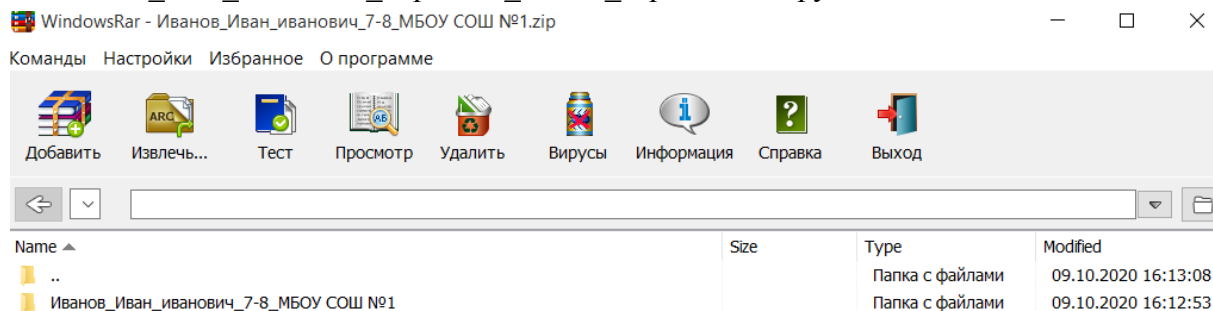 WindowsRar - Иванов_Иван_иванович_7-8_МБОУ СОШ №1.zip
Команды Настройки Избранное О программе
Добавить Извлечь... Тест Просмотр Удалить Вирусы Информация Справка Выход
Name Size Type Modified
.. Папка с файлами 09.10.2020 16:13:08
Иванов_Иван_иванович_7-8_МБОУ СОШ №1 Папка с файлами 09.10.2020 16:12:53